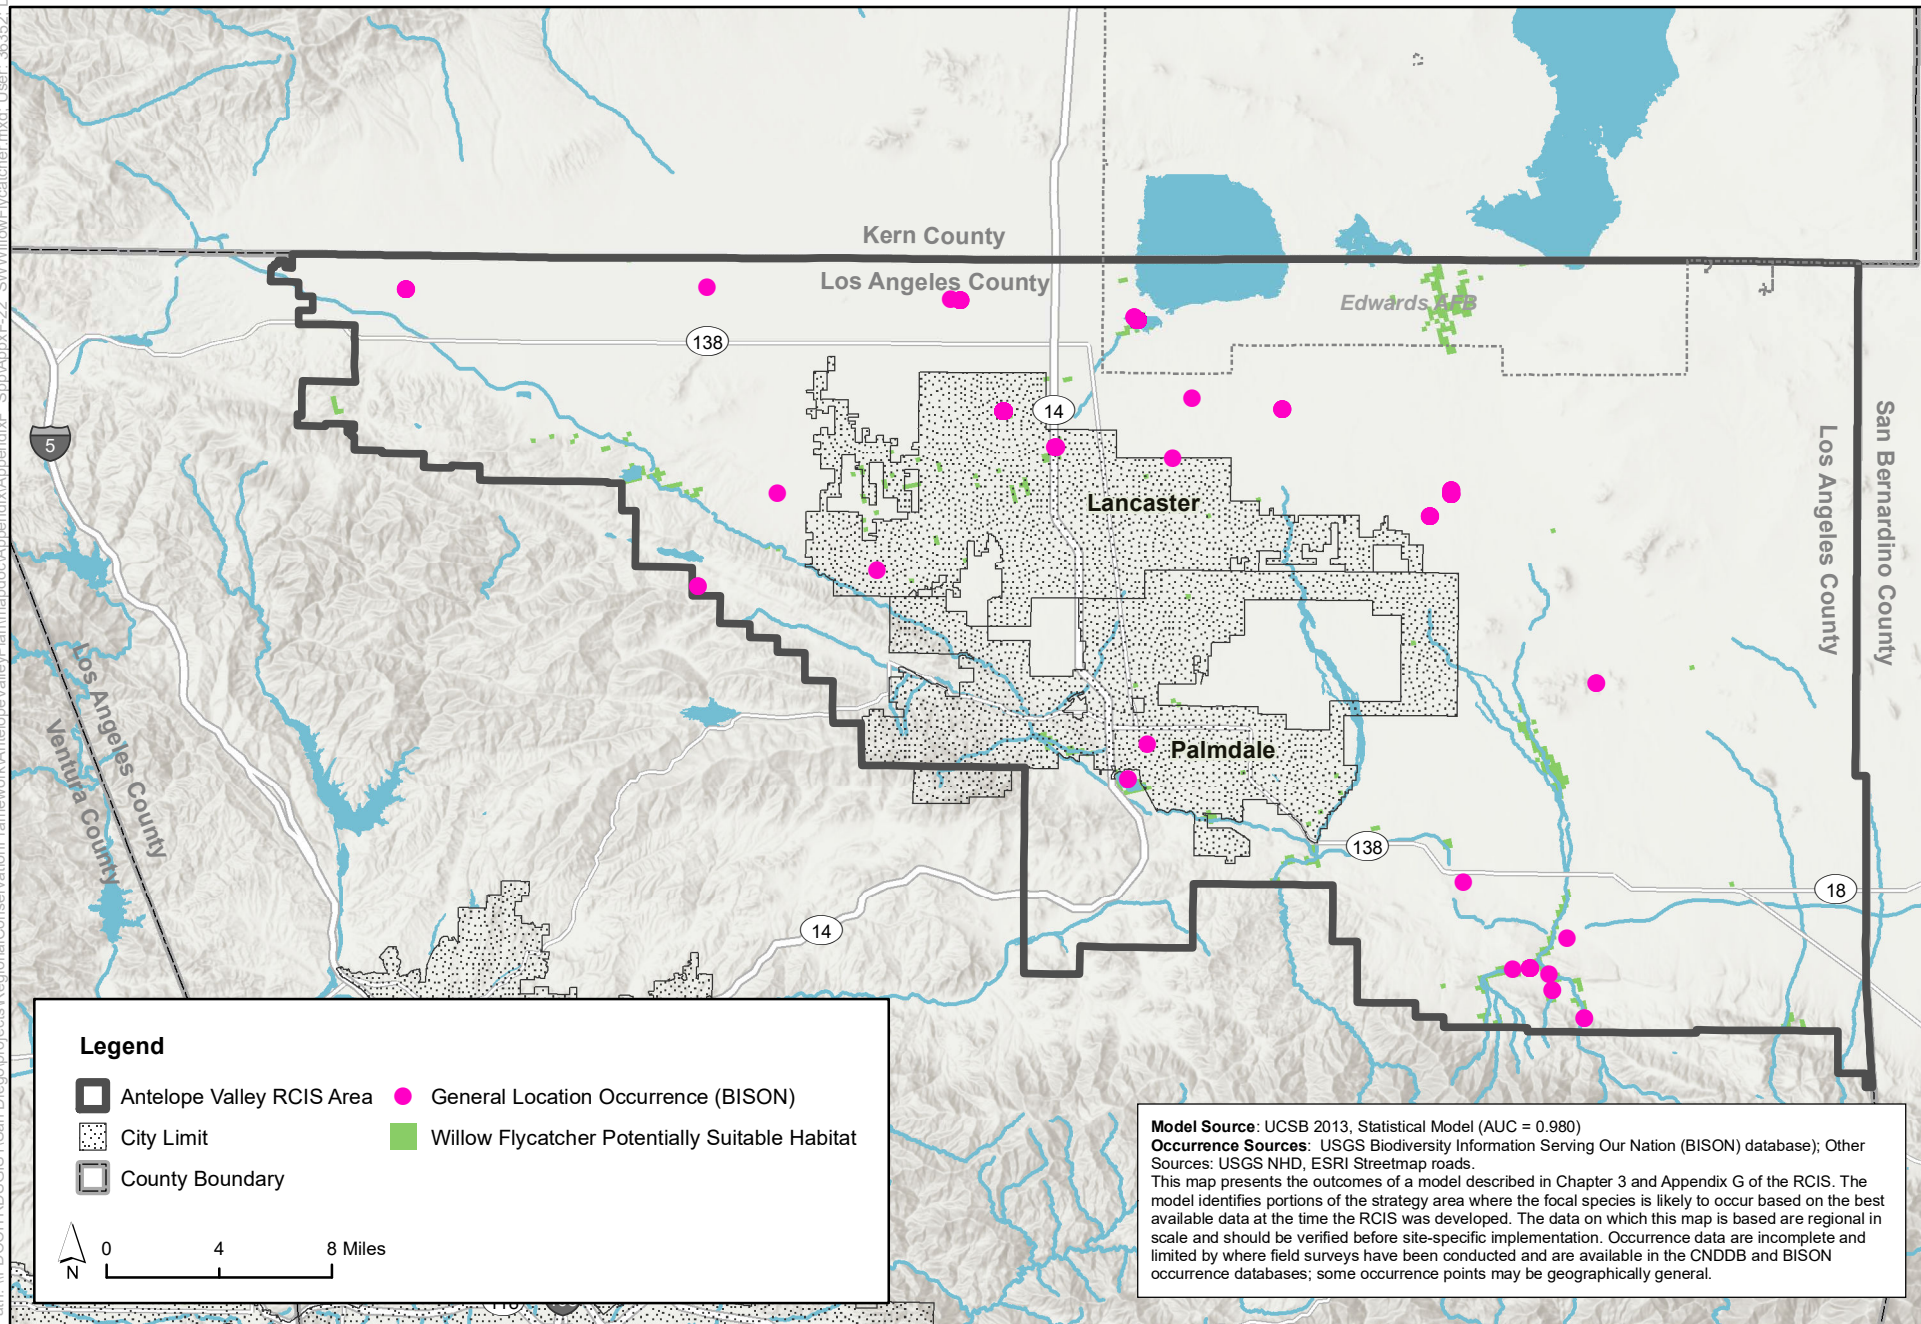 Kern County
Los Angeles County
Edwards AFB
138
14
5
Lancaster
Los Angeles County
San Bernardino County
Los Angeles County
Ventura County
Palmdale
138
18
14
Legend
Antelope Valley RCIS Area
General Location Occurrence (BISON)
City Limit
Willow Flycatcher Potentially Suitable Habitat
County Boundary
0 4 8 Miles
N
Model Source: UCSB 2013, Statistical Model (AUC = 0.980)
Occurrence Sources: USGS Biodiversity Information Serving Our Nation (BISON) database); Other
Sources: USGS NHD, ESRI Streetmap roads.
This map presents the outcomes of a model described in Chapter 3 and Appendix G of the RCIS. The
model identifies portions of the strategy area where the focal species is likely to occur based on the best
available data at the time the RCIS was developed. The data on which this map is based are regional in
scale and should be verified before site-specific implementation. Occurrence data are incomplete and
limited by where field surveys have been conducted and are available in the CNDDB and BISON
occurrence databases; some occurrence points may be geographically general.